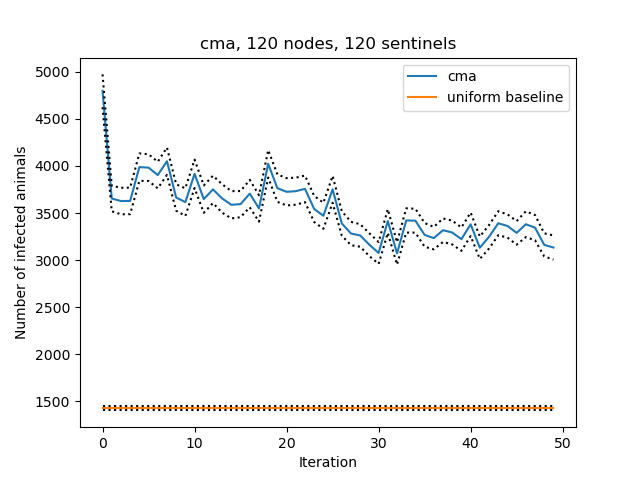 cma, 120 nodes, 120 sentinels
cma
uniform baseline
Number of infected animals
5000
4500
4000
3500
3000
2500
2000
1500
0 10 20 30 40 50
Iteration